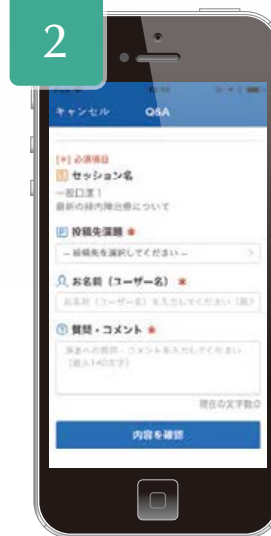 2
キャンセル Q&A
[*] 必須項目
セッション名
一般口演1
最新の緑内障治療について
投稿先演題 *
– 投稿先を選択してください –
お名前(ユーザー名) *
お名前(ユーザー名)を入力してください
質問・コメント *
演者への質問・コメントを入力してください
(最大140文字)
現在の文字数:0
内容を確認